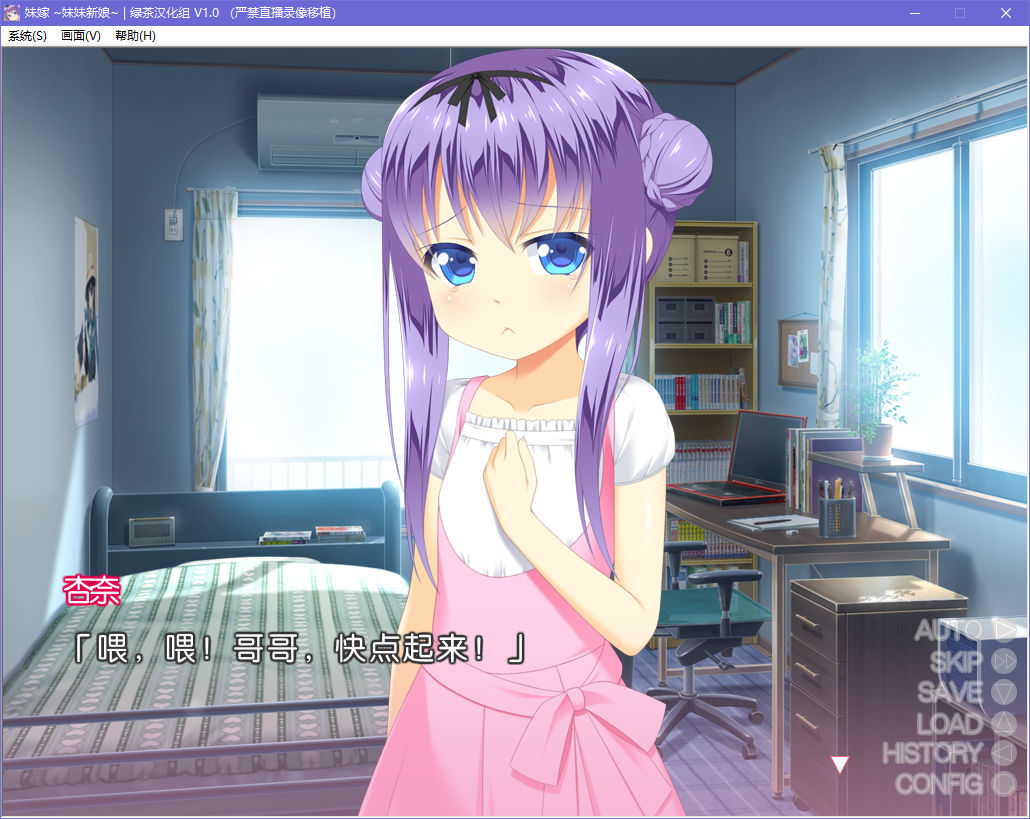 妹嫁 ~妹妹新娘~ | 绿茶汉化组 V1.0 (严禁直播录像移植)
系统(S) 画面(V) 帮助(H)
杏奈
「喂，喂！哥哥，快点起来！」
AUTO
SKIP
SAVE
LOAD
HISTORY
CONFIG